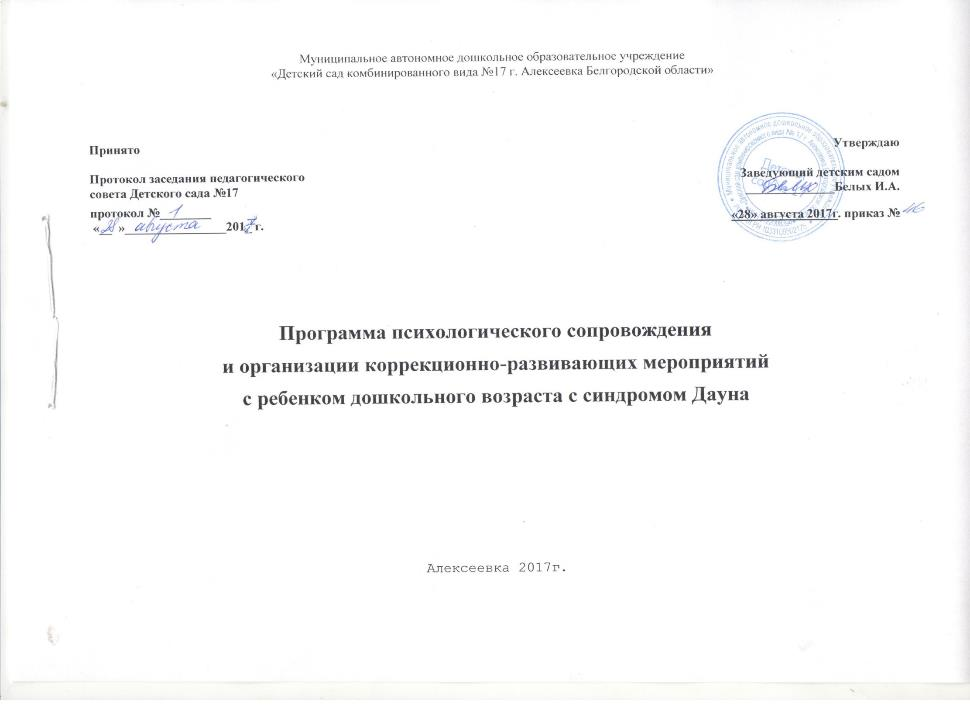 Муниципальное автономное дошкольное образовательное учреждение
«Детский сад комбинированного вида №17 г. Алексеевка Белгородской области»
Принято
Протокол заседания педагогического
совета Детского сада №17
протокол № 1
« 28 » августа 2017г.
Утверждаю
Заведующий детским садом
Белых И.А.
«28» августа 2017г. приказ № 46
Программа психологического сопровождения
и организации коррекционно-развивающих мероприятий
с ребенком дошкольного возраста с синдромом Дауна
Алексеевка 2017г.